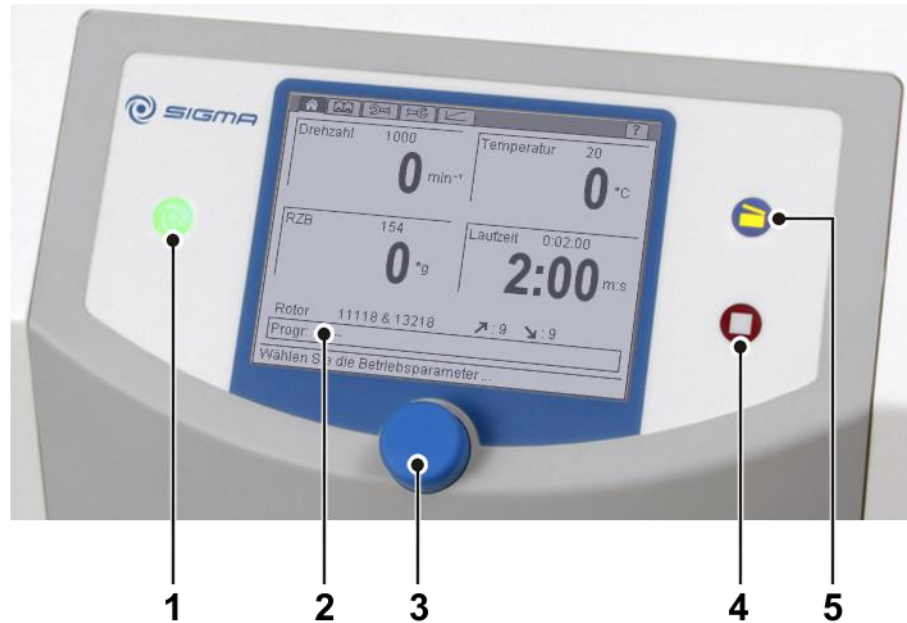 SIGMA
?
Drehzahl 1000
0 min⁻¹
Temperatur 20
0 °C
RZB 154
0 *g
Laufzeit 0:02:00
2:00 m:s
Rotor 11118 & 13218 ↗ : 9 ↘ : 9
Progr:
Wählen Sie die Betriebsparameter ...
1 2 3 4 5